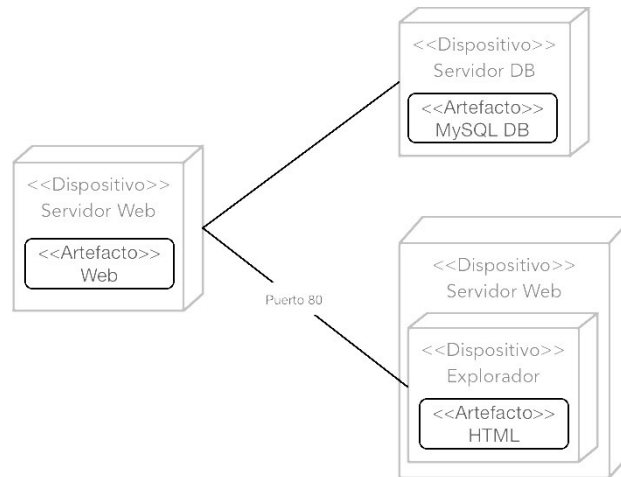 <<Dispositivo>>
Servidor DB
<<Artefacto>>
MySQL DB
<<Dispositivo>>
Servidor Web
<<Artefacto>>
Web
Puerto 80
<<Dispositivo>>
Servidor Web
<<Dispositivo>>
Explorador
<<Artefacto>>
HTML